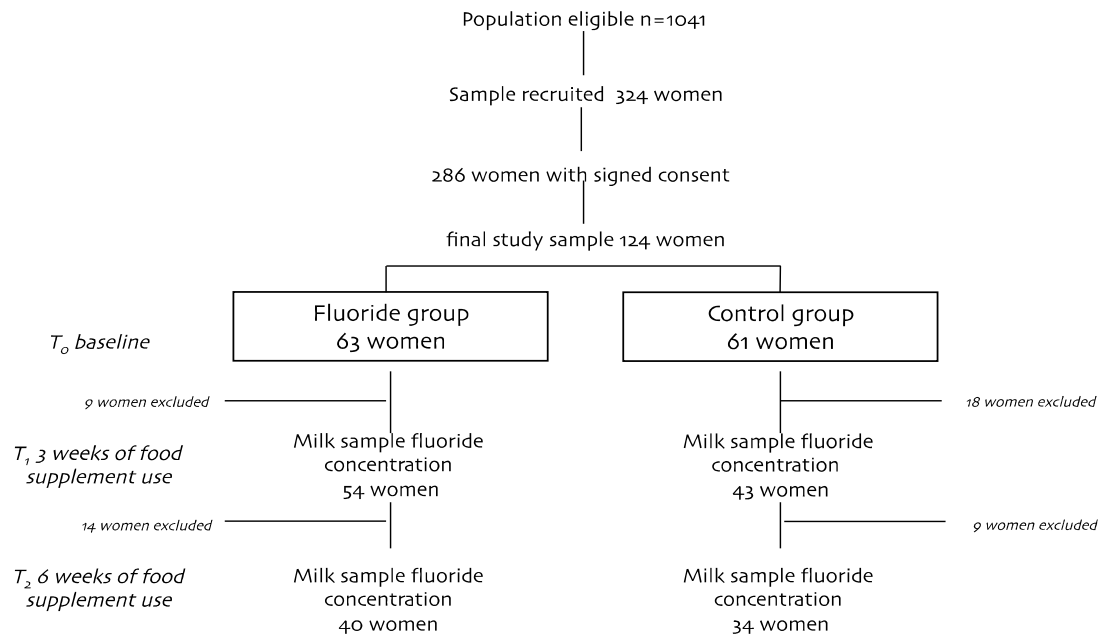 Population eligible n=1041
Sample recruited 324 women
286 women with signed consent
final study sample 124 women
Fluoride group
63 women
Control group
61 women
T0 baseline
9 women excluded
18 women excluded
T1 3 weeks of food
supplement use
Milk sample fluoride
concentration
54 women
Milk sample fluoride
concentration
43 women
14 women excluded
9 women excluded
T2 6 weeks of food
supplement use
Milk sample fluoride
concentration
40 women
Milk sample fluoride
concentration
34 women